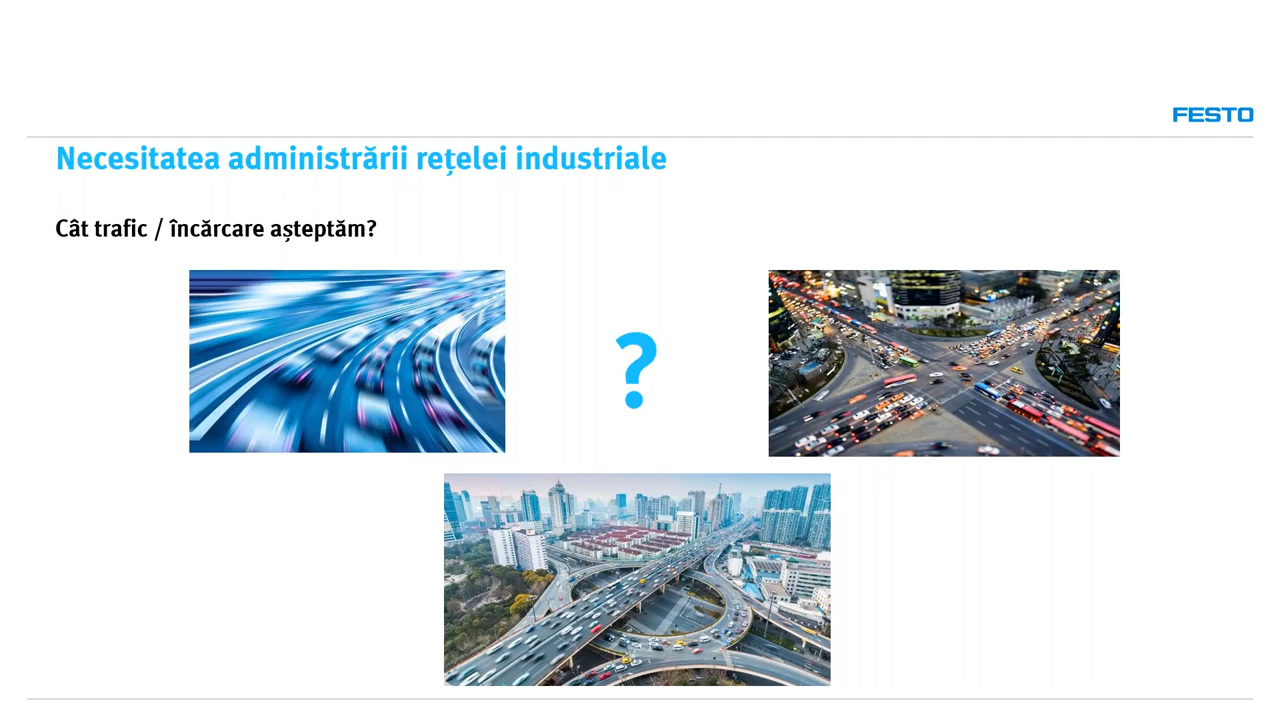 FESTO
Necesitatea administrării rețelei industriale
Cât trafic / încărcare așteptăm?
?